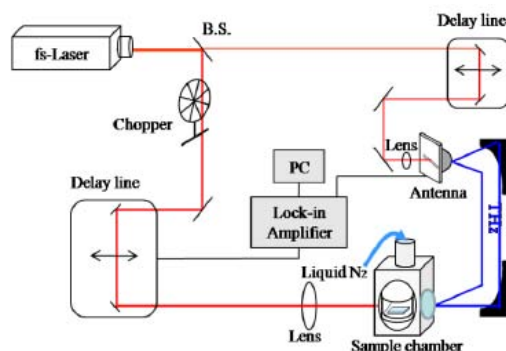 B.S.
Delay line
fs-Laser
Chopper
Lens
PC
Antenna
Delay line
THz
Lock-in
Amplifier
Liquid N₂
Lens
Sample chamber